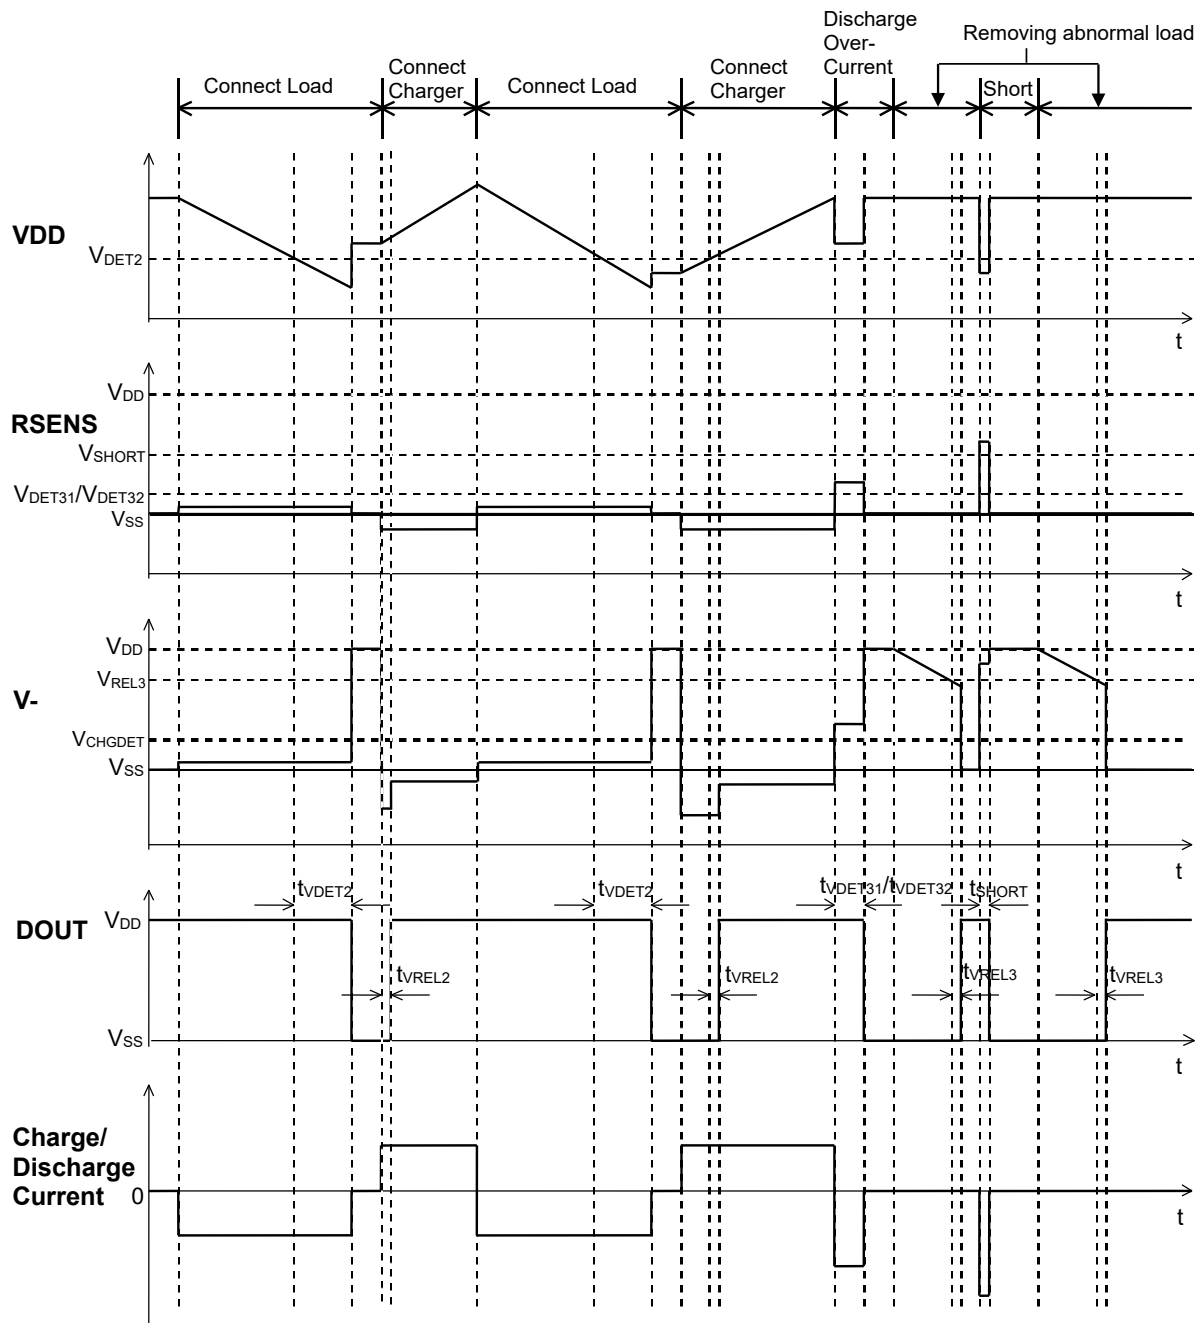 Discharge
Over-
Current
Removing abnormal load
Connect Load
Connect
Charger
Connect Load
Connect
Charger
Short
VDD
VDET2
t
VDD
RSENS
VSHORT
VDET31/VDET32
VSS
t
VDD
VREL3
V-
VCHGDET
VSS
t
tVDET2
tVDET2
tVDET31/tVDET32
tSHORT
DOUT
VDD
tVREL2
tVREL2
tVREL3
tVREL3
VSS
t
Charge/
Discharge
Current
0
t